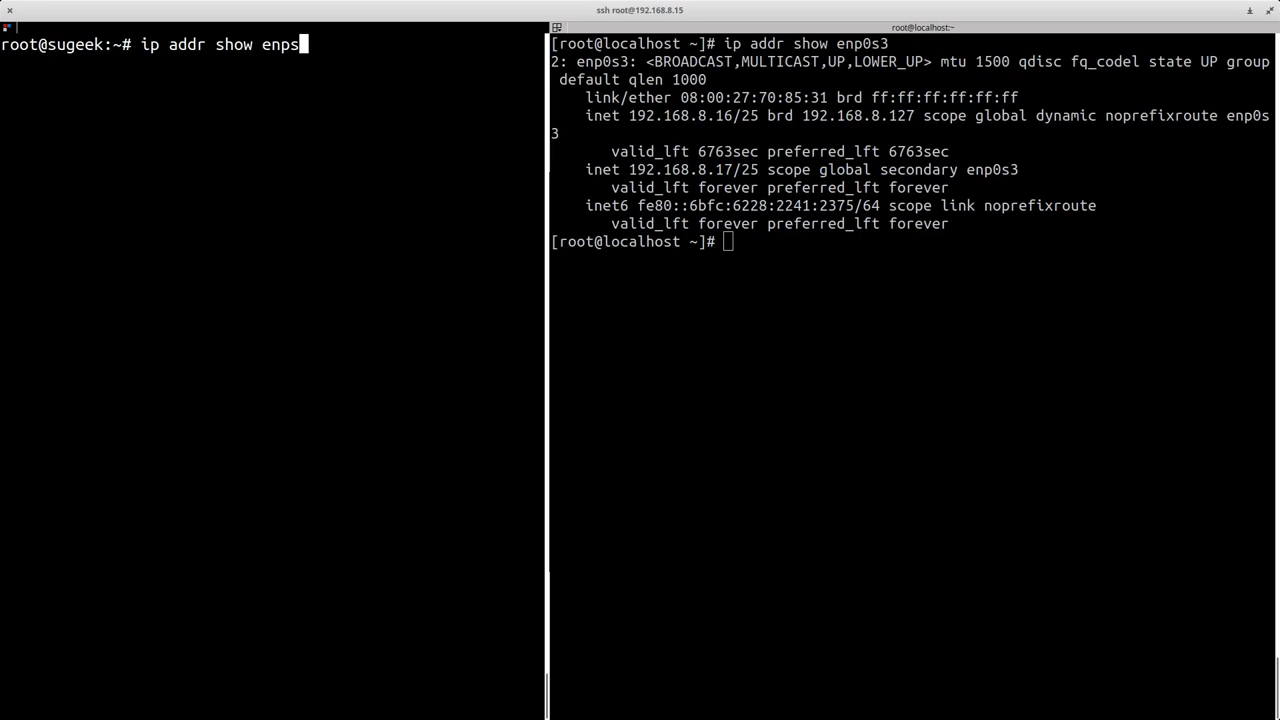 ssh root@192.168.8.15
root@localhost:~
root@sugeek:~# ip addr show enps
[root@localhost ~]# ip addr show enp0s3
2: enp0s3: <BROADCAST,MULTICAST,UP,LOWER_UP> mtu 1500 qdisc fq_codel state UP group
 default qlen 1000
    link/ether 08:00:27:70:85:31 brd ff:ff:ff:ff:ff:ff
    inet 192.168.8.16/25 brd 192.168.8.127 scope global dynamic noprefixroute enp0s
3
       valid_lft 6763sec preferred_lft 6763sec
    inet 192.168.8.17/25 scope global secondary enp0s3
       valid_lft forever preferred_lft forever
    inet6 fe80::6bfc:6228:2241:2375/64 scope link noprefixroute
       valid_lft forever preferred_lft forever
[root@localhost ~]#